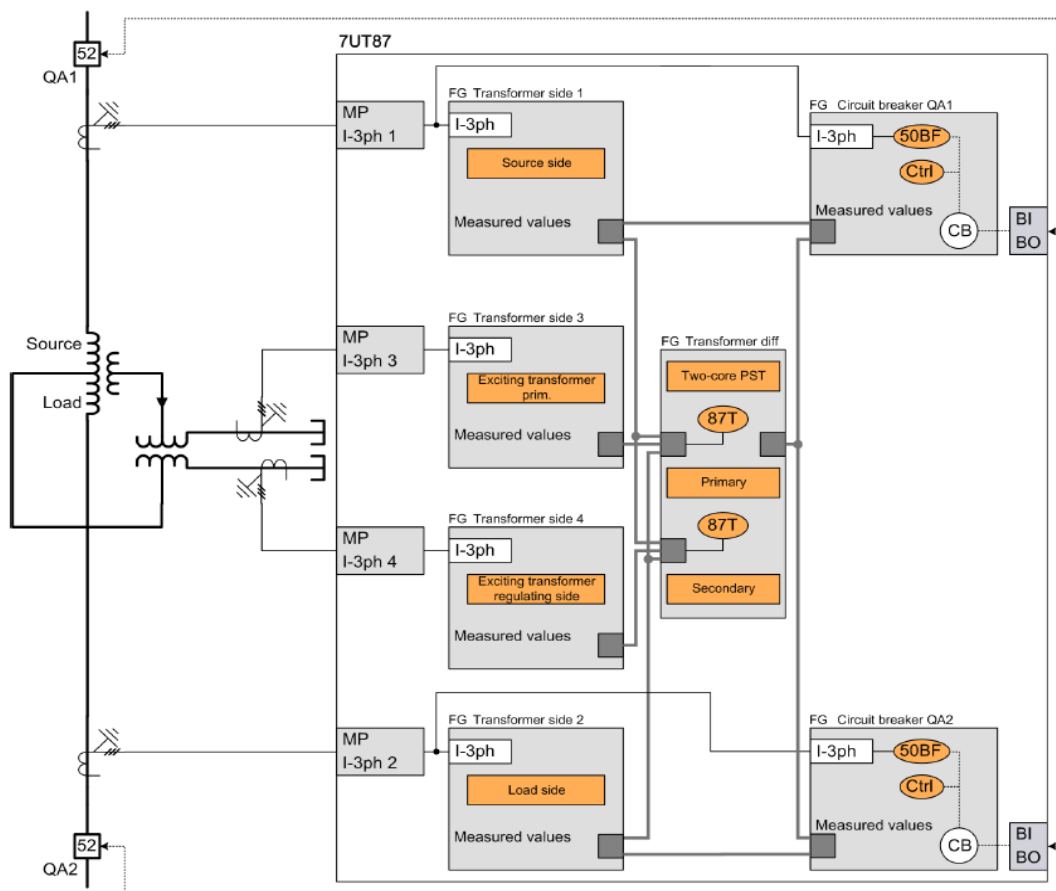 7UT87
52
QA1
MP
I-3ph 1
FG Transformer side 1
I-3ph
Source side
Measured values
FG Circuit breaker QA1
I-3ph
50BF
Ctrl
Measured values
CB
BI
BO
Source
Load
MP
I-3ph 3
FG Transformer side 3
I-3ph
Exciting transformer
prim.
Measured values
FG Transformer diff
Two-core PST
87T
Primary
87T
Secondary
MP
I-3ph 4
FG Transformer side 4
I-3ph
Exciting transformer
regulating side
Measured values
MP
I-3ph 2
FG Transformer side 2
I-3ph
Load side
Measured values
FG Circuit breaker QA2
I-3ph
50BF
Ctrl
Measured values
CB
BI
BO
52
QA2